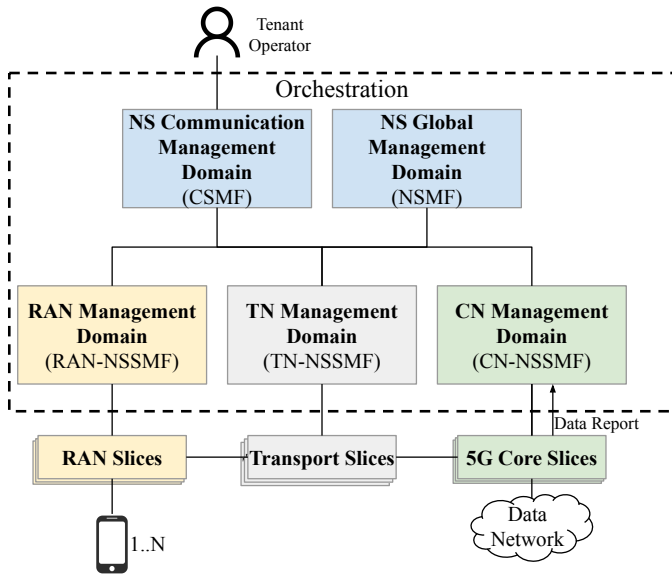 Tenant
Operator
Orchestration
NS Communication
Management
Domain
(CSMF)
NS Global
Management
Domain
(NSMF)
RAN Management
Domain
(RAN-NSSMF)
TN Management
Domain
(TN-NSSMF)
CN Management
Domain
(CN-NSSMF)
Data Report
RAN Slices
Transport Slices
5G Core Slices
1..N
Data
Network